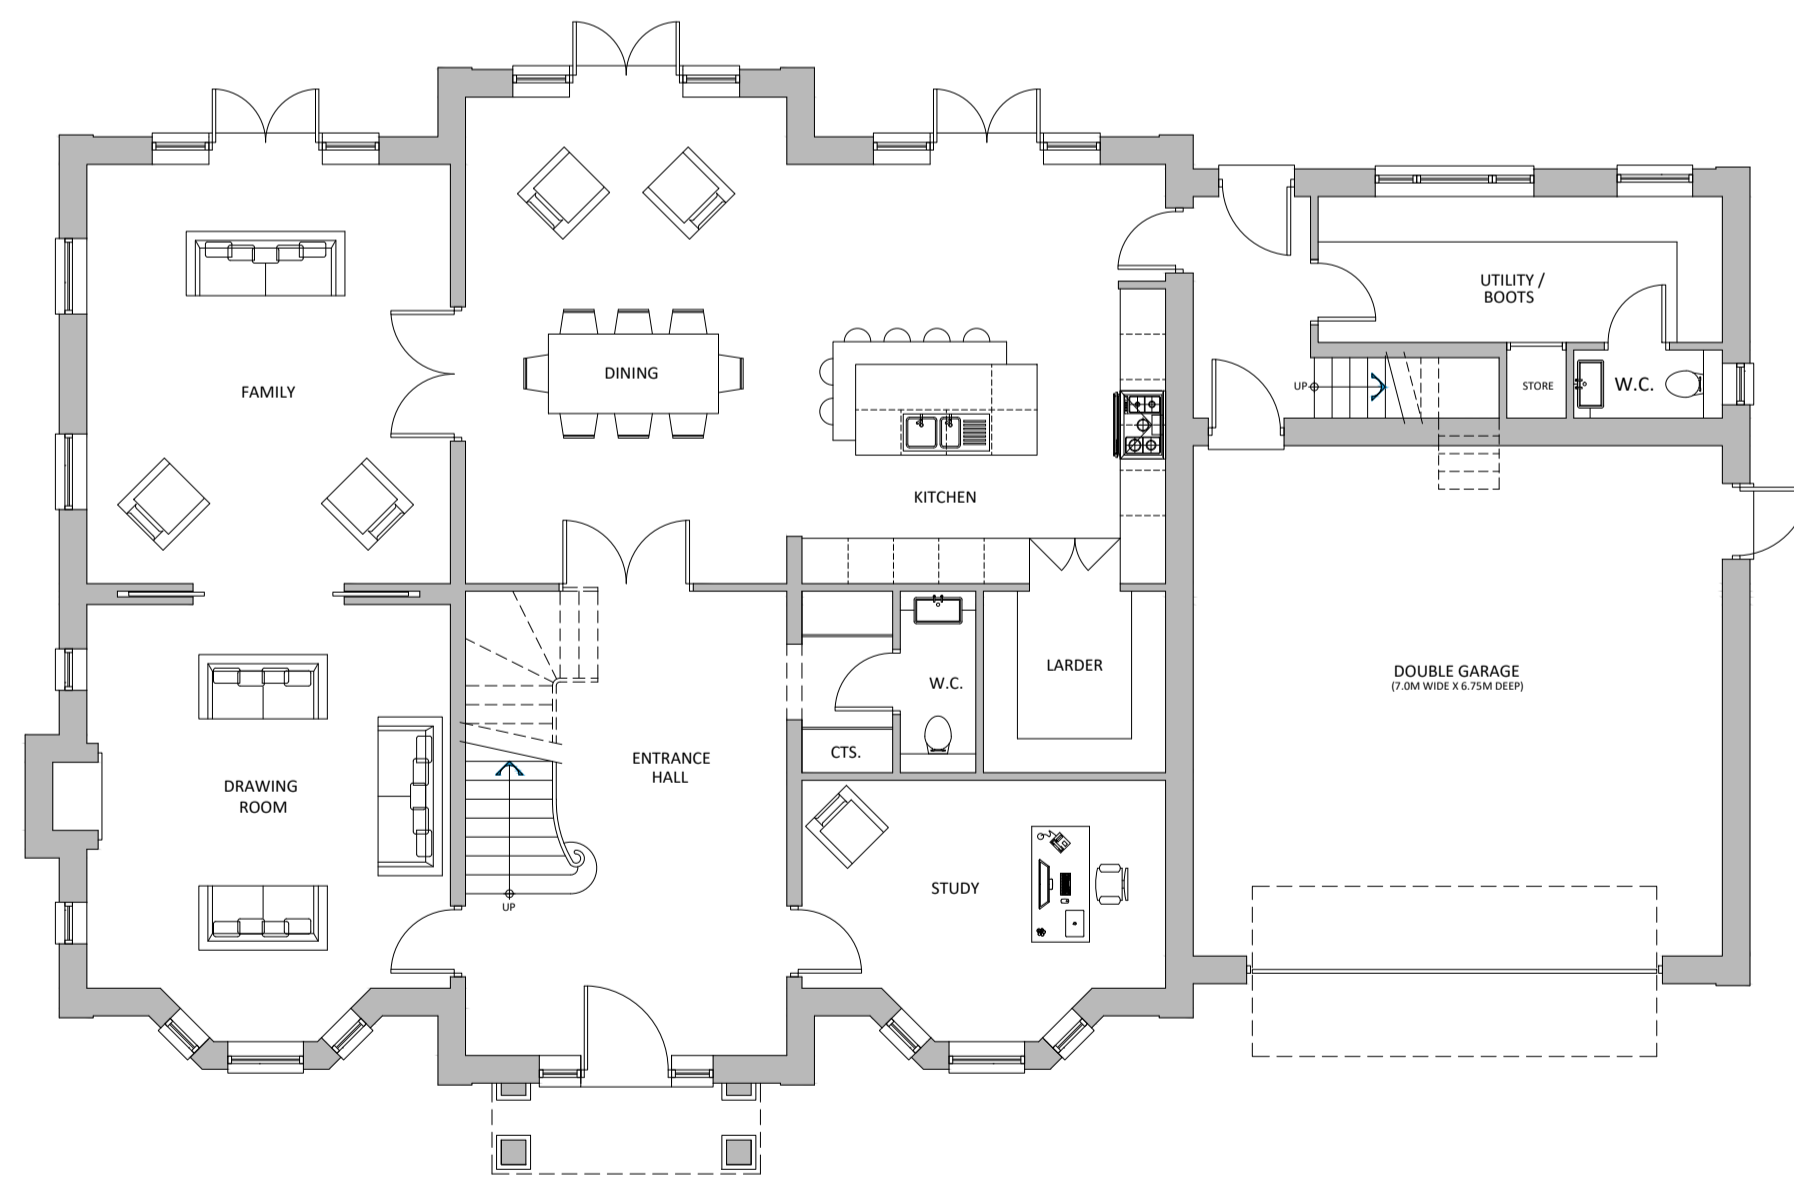 UTILITY /
BOOTS
FAMILY
DINING
UP
STORE
W.C.
KITCHEN
LARDER
W.C.
DOUBLE GARAGE
(7.0M WIDE X 6.75M DEEP)
CTS.
ENTRANCE
HALL
DRAWING
ROOM
STUDY
UP